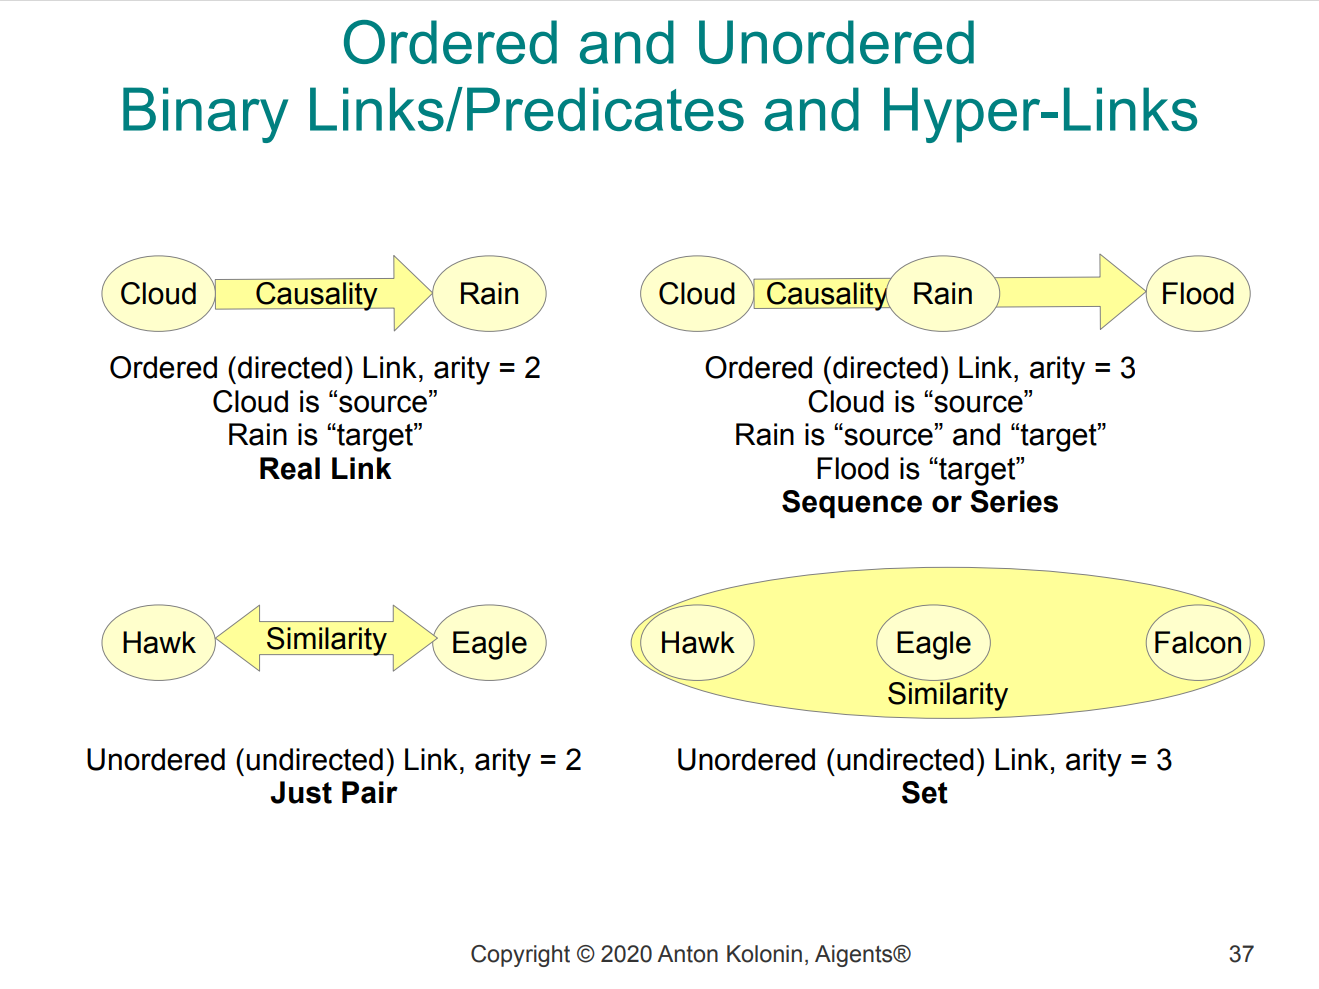 Ordered and Unordered
Binary Links/Predicates and Hyper-Links
Cloud Causality Rain
Ordered (directed) Link, arity = 2
Cloud is “source”
Rain is “target”
Real Link
Cloud Causality Rain Flood
Ordered (directed) Link, arity = 3
Cloud is “source”
Rain is “source” and “target”
Flood is “target”
Sequence or Series
Hawk Similarity Eagle
Unordered (undirected) Link, arity = 2
Just Pair
Hawk Eagle Falcon
Similarity
Unordered (undirected) Link, arity = 3
Set
Copyright © 2020 Anton Kolonin, Aigents®
37